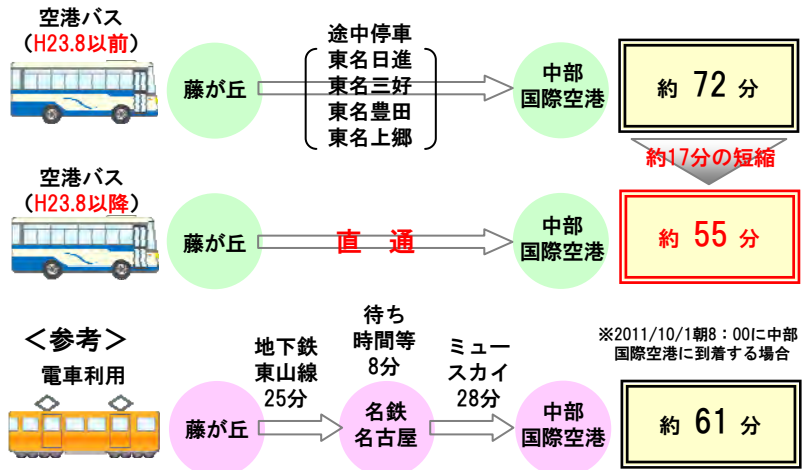 空港バス
(H23.8以前)
藤が丘
途中停車
東名日進
東名三好
東名豊田
東名上郷
中部
国際空港
約 72 分
約17分の短縮
空港バス
(H23.8以降)
藤が丘
直 通
中部
国際空港
約 55 分
＜参考＞
電車利用
藤が丘
地下鉄
東山線
25分
待ち
時間等
8分
名鉄
名古屋
ミュー
スカイ
28分
中部
国際空港
※2011/10/1朝8：00に中部
国際空港に到着する場合
約 61 分